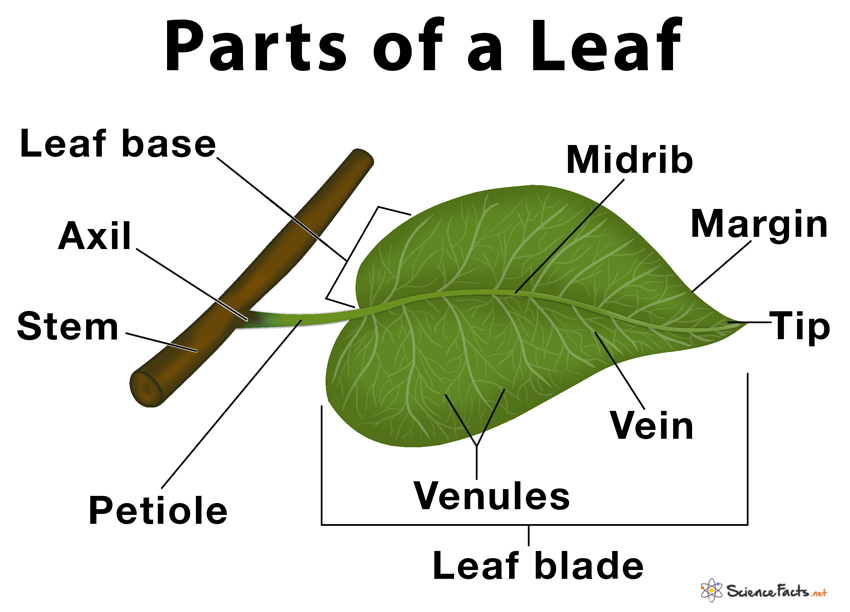 Parts of a Leaf
Leaf base
Midrib
Margin
Axil
Stem
Tip
Vein
Venules
Petiole
Leaf blade
ScienceFacts.net